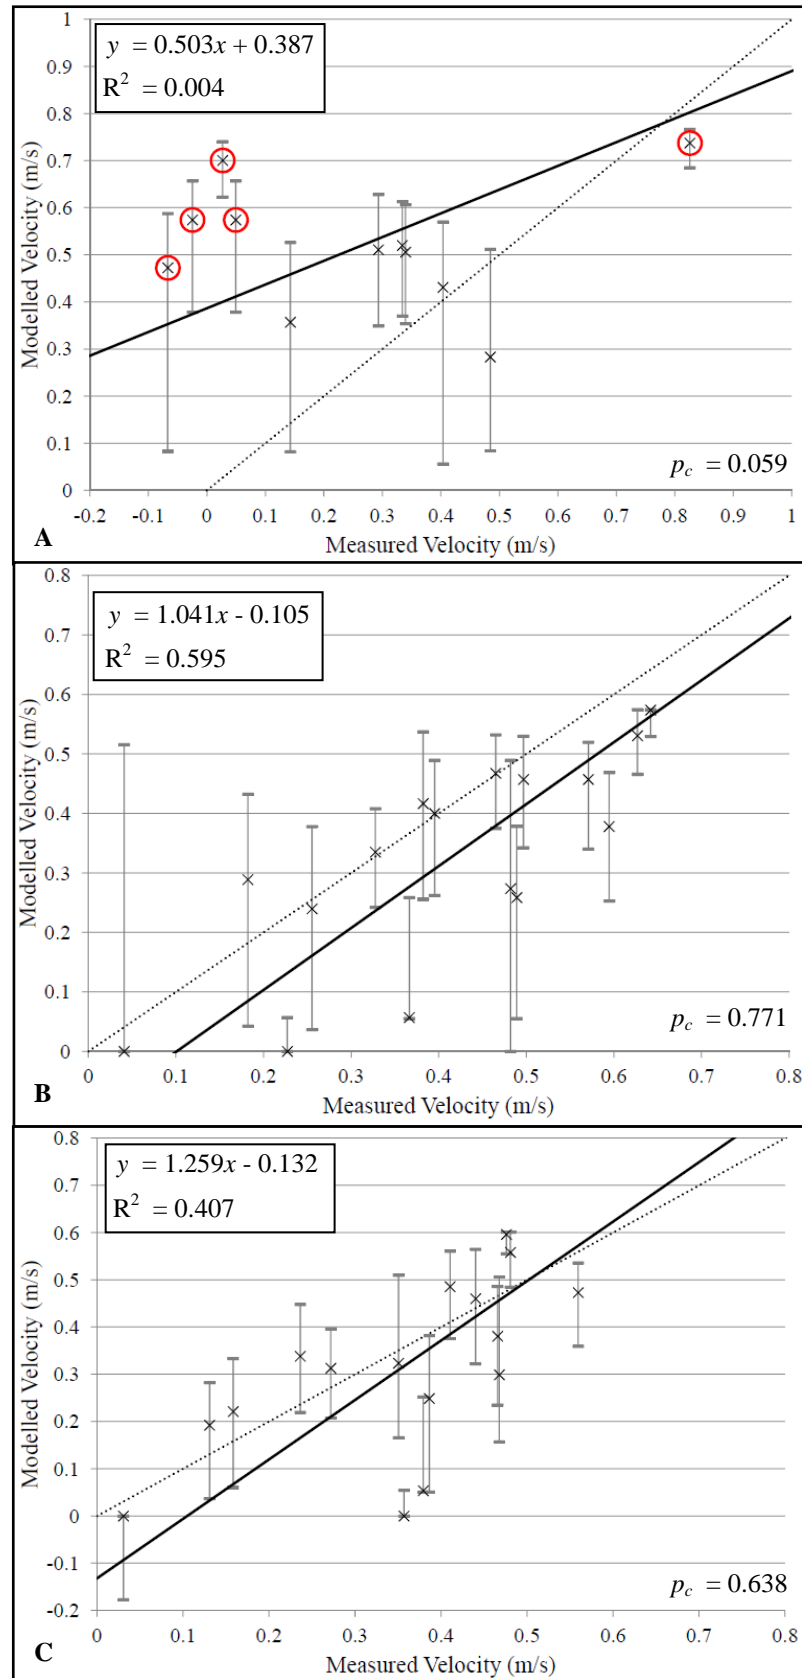 y = 0.503x + 0.387
R² = 0.004
1
0.9
0.8
0.7
0.6
0.5
0.4
0.3
0.2
0.1
0
Modelled Velocity (m/s)
p_c = 0.059
-0.2 -0.1 0 0.1 0.2 0.3 0.4 0.5 0.6 0.7 0.8 0.9 1
Measured Velocity (m/s)
A
y = 1.041x - 0.105
R² = 0.595
0.8
0.7
0.6
0.5
0.4
0.3
0.2
0.1
0
Modelled Velocity (m/s)
p_c = 0.771
0 0.1 0.2 0.3 0.4 0.5 0.6 0.7 0.8
Measured Velocity (m/s)
B
y = 1.259x - 0.132
R² = 0.407
0.8
0.7
0.6
0.5
0.4
0.3
0.2
0.1
0
-0.1
-0.2
Modelled Velocity (m/s)
p_c = 0.638
0 0.1 0.2 0.3 0.4 0.5 0.6 0.7 0.8
Measured Velocity (m/s)
C